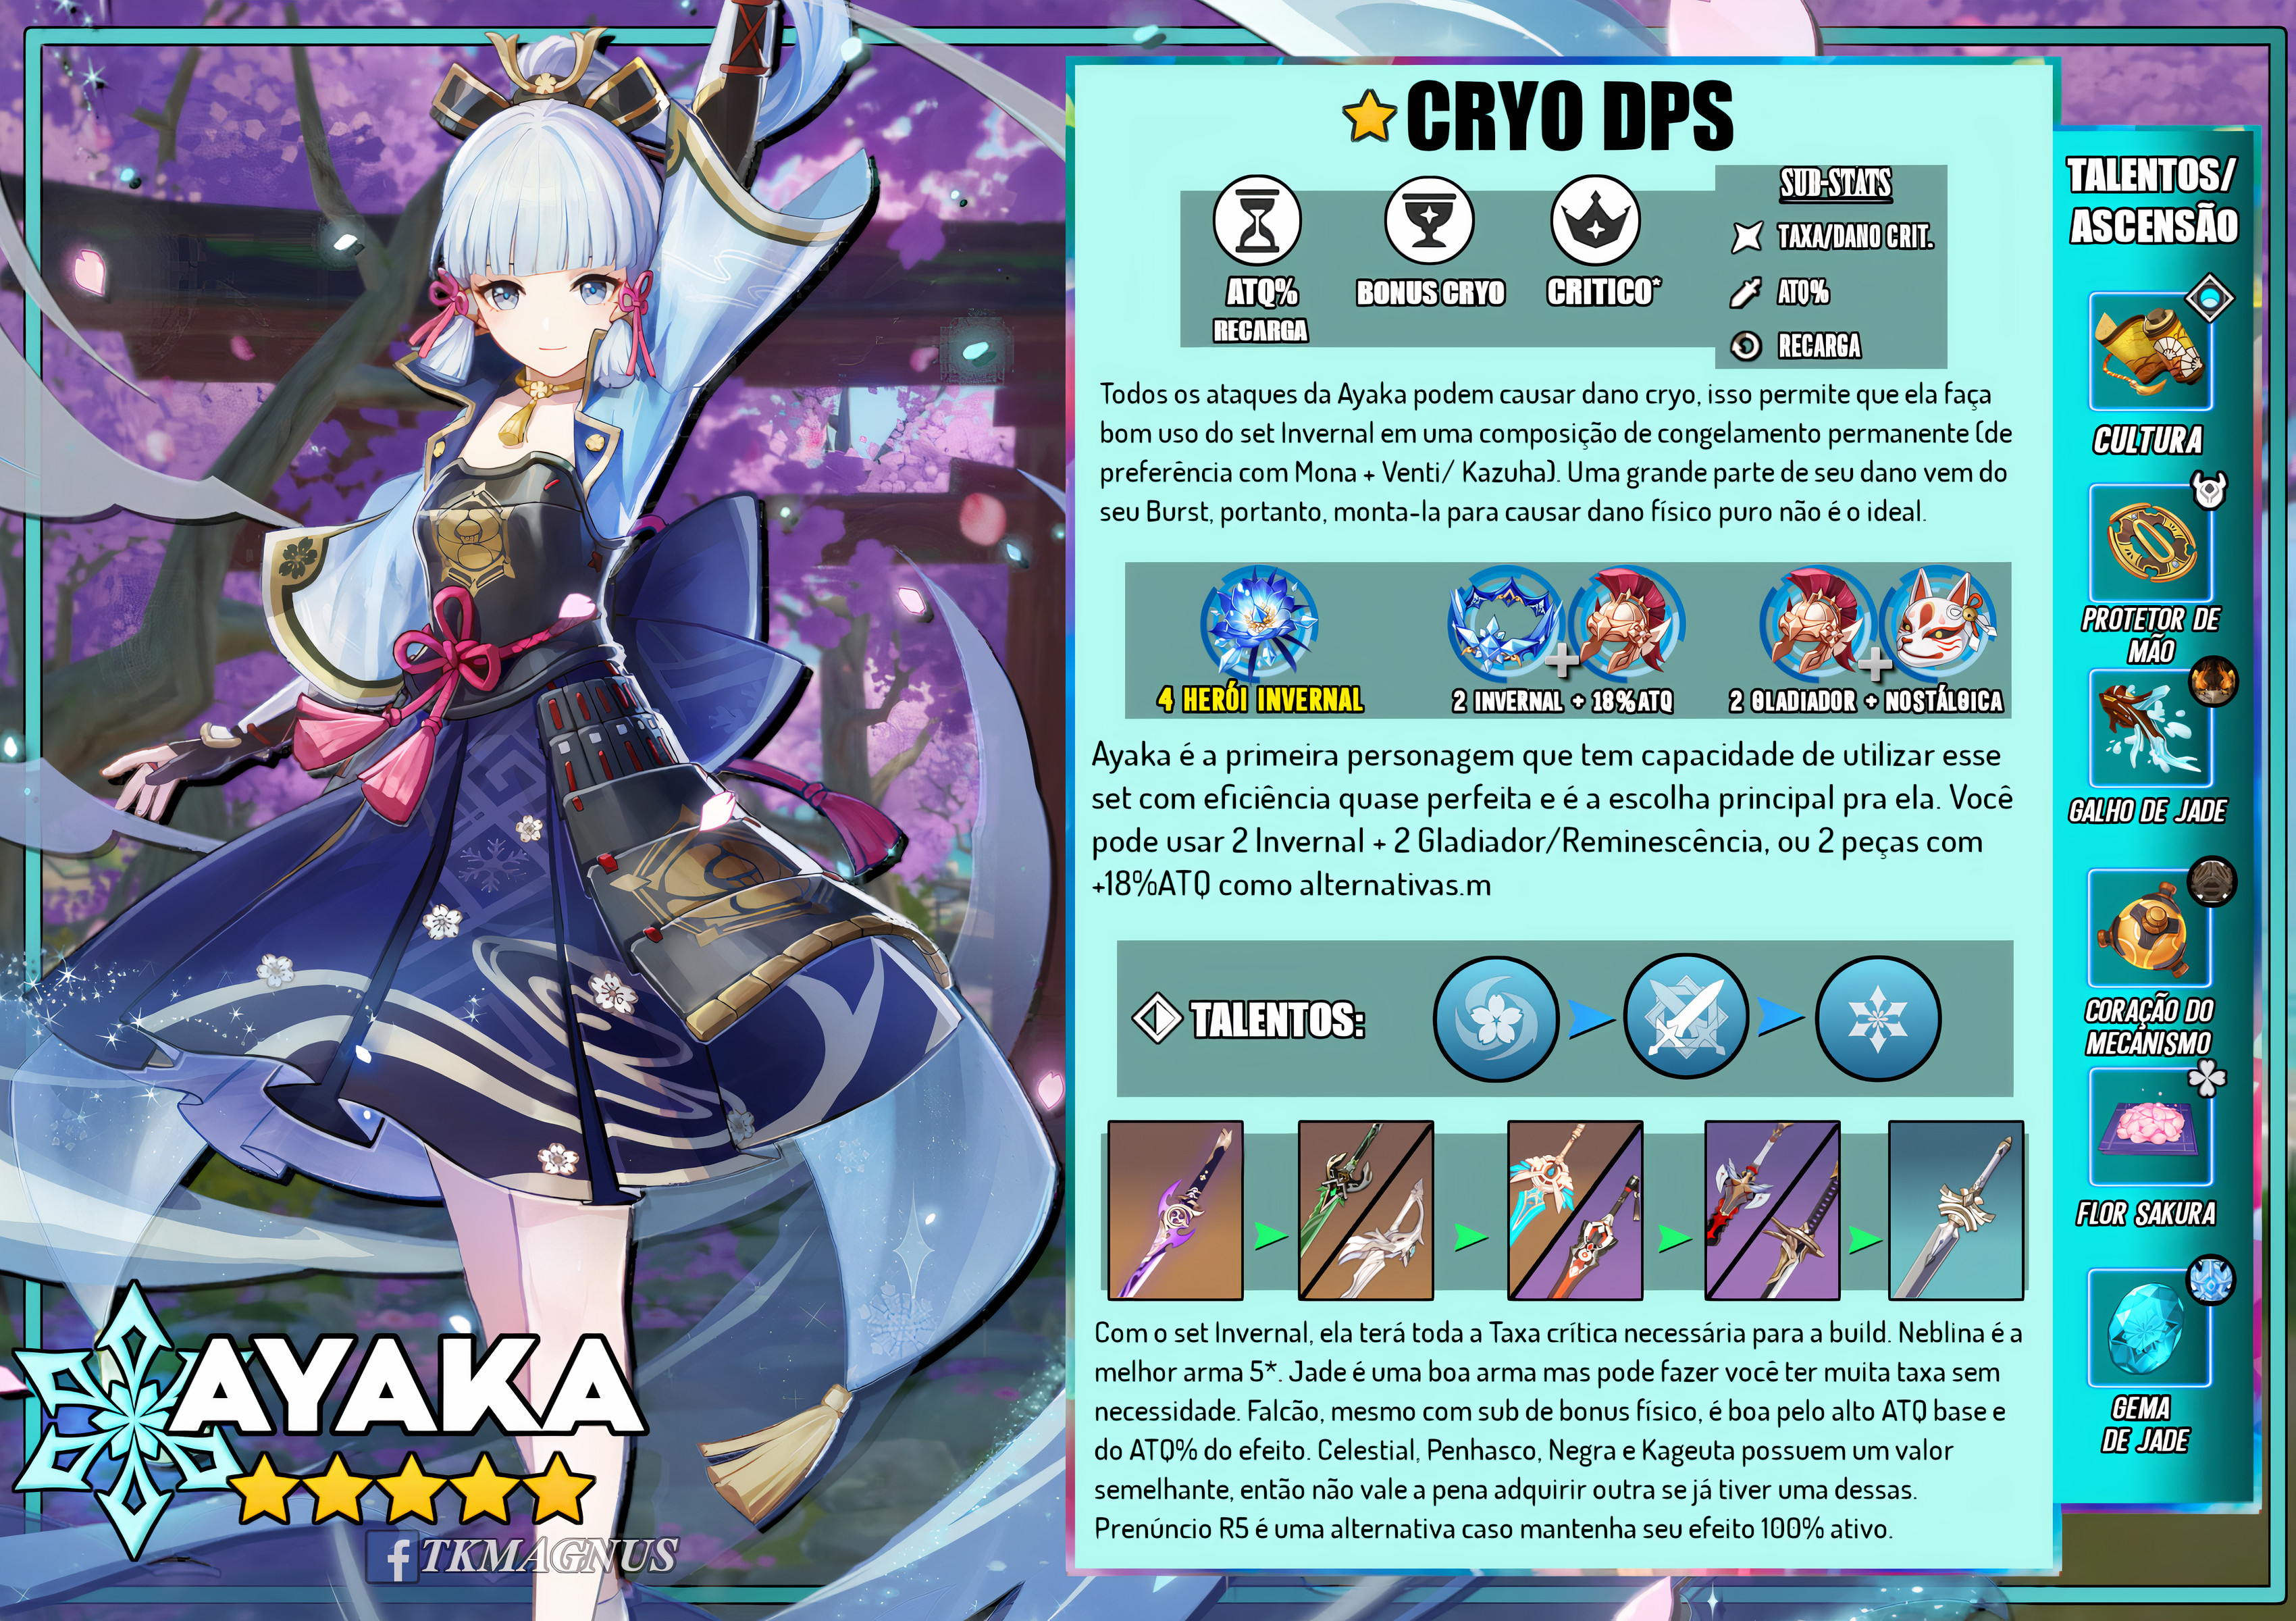 CRYO DPS
ATQ%
RECARGA
BONUS CRYO
CRITICO*
SUB-STATS
TAXA/DANO CRIT.
ATQ%
RECARGA
Todos os ataques da Ayaka podem causar dano cryo, isso permite que ela faça
bom uso do set Invernal em uma composição de congelamento permanente (de
preferência com Mona + Venti/ Kazuha). Uma grande parte de seu dano vem do
seu Burst, portanto, monta-la para causar dano físico puro não é o ideal.
4 HERÓI INVERNAL
2 INVERNAL + 18%ATQ
2 GLADIADOR + NOSTÁLGICA
Ayaka é a primeira personagem que tem capacidade de utilizar esse
set com eficiência quase perfeita e é a escolha principal pra ela. Você
pode usar 2 Invernal + 2 Gladiador/Reminescência, ou 2 peças com
+18%ATQ como alternativas.m
TALENTOS:
Com o set Invernal, ela terá toda a Taxa crítica necessária para a build. Neblina é a
melhor arma 5*. Jade é uma boa arma mas pode fazer você ter muita taxa sem
necessidade. Falcão, mesmo com sub de bonus físico, é boa pelo alto ATQ base e
do ATQ% do efeito. Celestial, Penhasco, Negra e Kageuta possuem um valor
semelhante, então não vale a pena adquirir outra se já tiver uma dessas.
Prenúncio R5 é uma alternativa caso mantenha seu efeito 100% ativo.
TALENTOS/
ASCENSÃO
CULTURA
PROTETOR DE
MÃO
GALHO DE JADE
CORAÇÃO DO
MECANISMO
FLOR SAKURA
GEMA
DE JADE
AYAKA
f TKMAGNUS